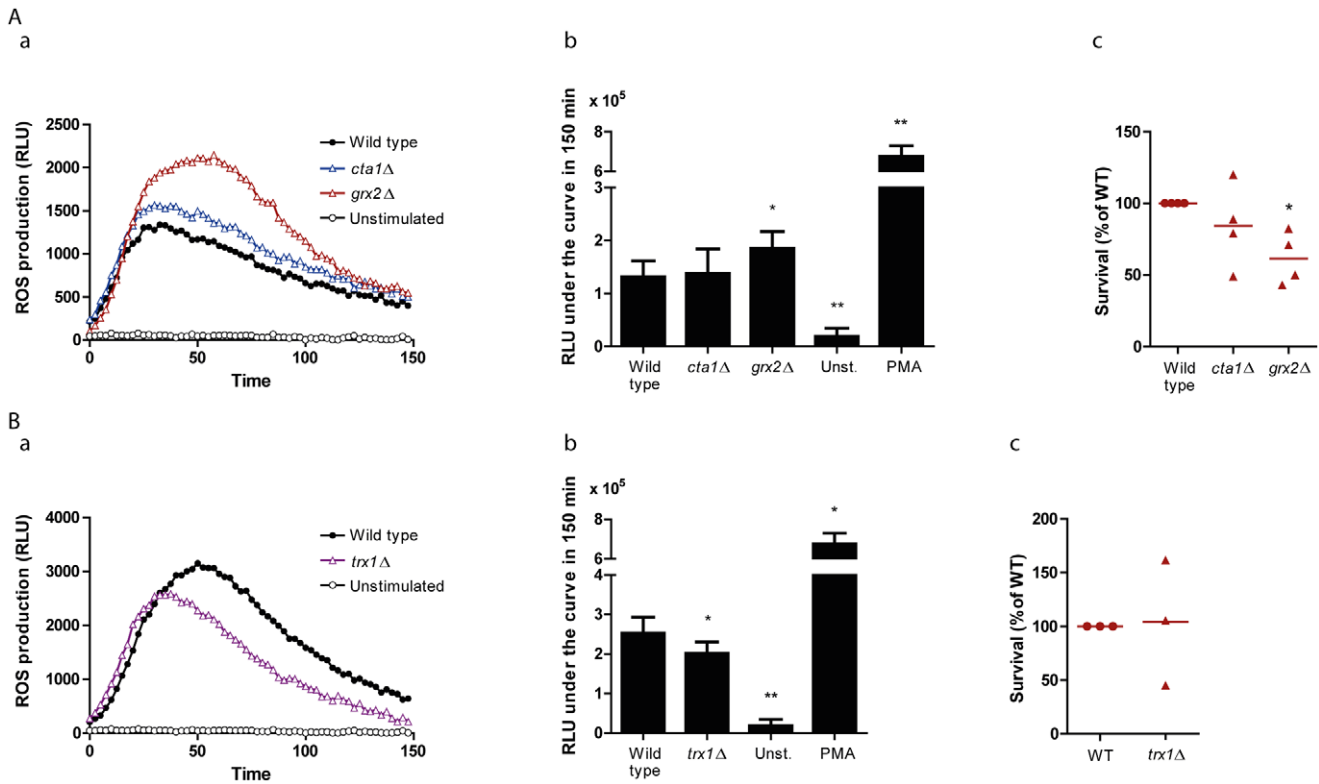 A
a
b
c
ROS production (RLU)
2500
2000
1500
1000
500
0
0
50
100
150
Time
Wild type
cta1Δ
grx2Δ
Unstimulated
RLU under the curve in 150 min
x 10⁵
8
6
3
2
1
0
*
**
**
Wild type
cta1Δ
grx2Δ
Unst.
PMA
Survival (%of WT)
150
100
50
0
*
Wild type
cta1Δ
grx2Δ
B
a
b
c
ROS production (RLU)
4000
3000
2000
1000
0
0
50
100
150
Time
Wild type
trx1Δ
Unstimulated
RLU under the curve in 150 min
x 10⁵
8
6
4
3
2
1
0
*
**
*
Wild type
trx1Δ
Unst.
PMA
Survival (%of WT)
200
150
100
50
0
WT
trx1Δ